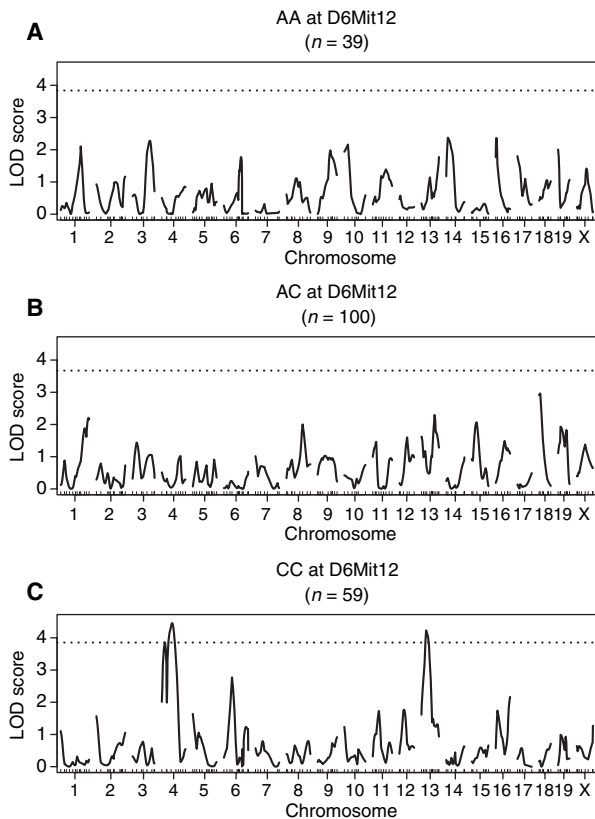 A
AA at D6Mit12
(n = 39)
LOD score
4
3
2
1
0
1 2 3 4 5 6 7 8 9 10 11 12 13 14 15 16 17 18 19 X
Chromosome
B
AC at D6Mit12
(n = 100)
LOD score
4
3
2
1
0
1 2 3 4 5 6 7 8 9 10 11 12 13 14 15 16 17 18 19 X
Chromosome
C
CC at D6Mit12
(n = 59)
LOD score
4
3
2
1
0
1 2 3 4 5 6 7 8 9 10 11 12 13 14 15 16 17 18 19 X
Chromosome